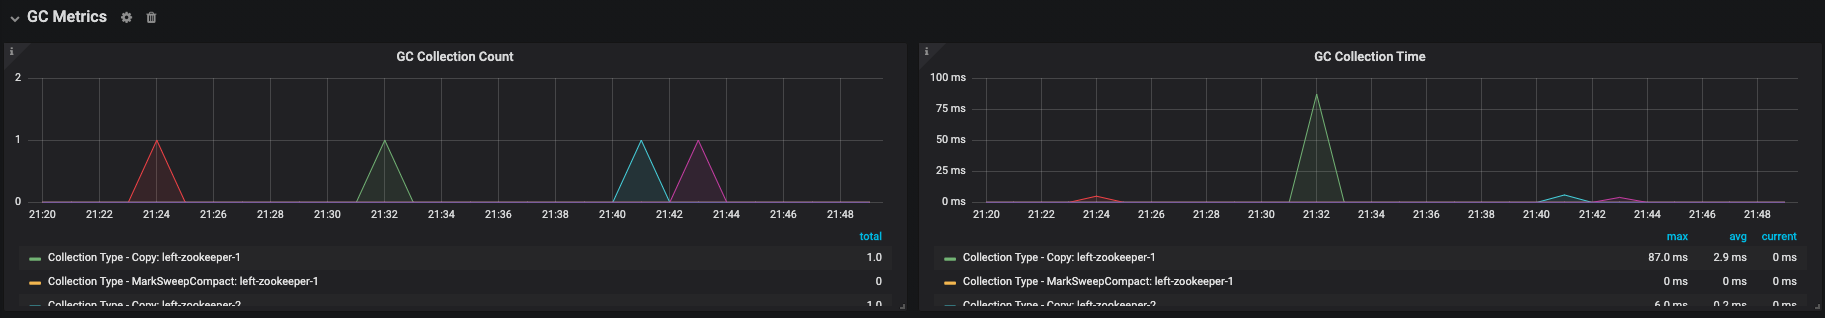 GC Metrics
GC Collection Count
2
1
0
21:20 21:22 21:24 21:26 21:28 21:30 21:32 21:34 21:36 21:38 21:40 21:42 21:44 21:46 21:48
total
Collection Type - Copy: left-zookeeper-1 1.0
Collection Type - MarkSweepCompact: left-zookeeper-1 0
Collection Type - Copy: left-zookeeper-2 1.0
GC Collection Time
100 ms
75 ms
50 ms
25 ms
0 ms
21:20 21:22 21:24 21:26 21:28 21:30 21:32 21:34 21:36 21:38 21:40 21:42 21:44 21:46 21:48
max avg current
Collection Type - Copy: left-zookeeper-1 87.0 ms 2.9 ms 0 ms
Collection Type - MarkSweepCompact: left-zookeeper-1 0 ms 0 ms 0 ms
Collection Type - Copy: left-zookeeper-2 6.0 ms 0.2 ms 0 ms